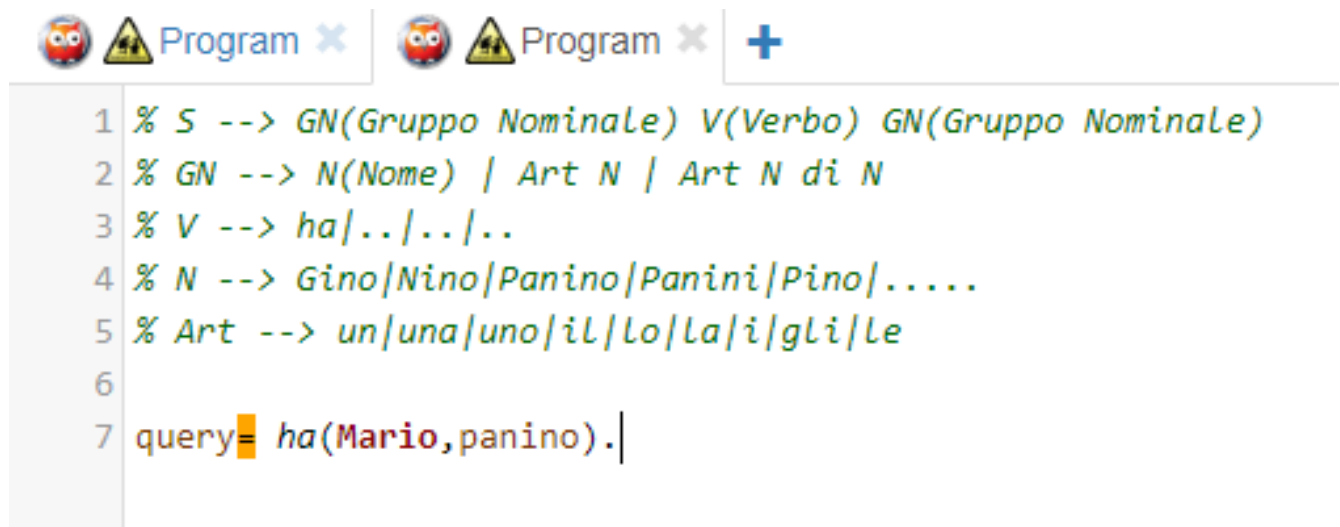 Program Program +
1 % S --> GN(Gruppo Nominale) V(Verbo) GN(Gruppo Nominale)
2 % GN --> N(Nome) | Art N | Art N di N
3 % V --> ha|..|..|..
4 % N --> Gino|Nino|Panino|Panini|Pino|.....
5 % Art --> un|una|uno|il|lo|la|i|gli|le
6
7 query= ha(Mario,panino).